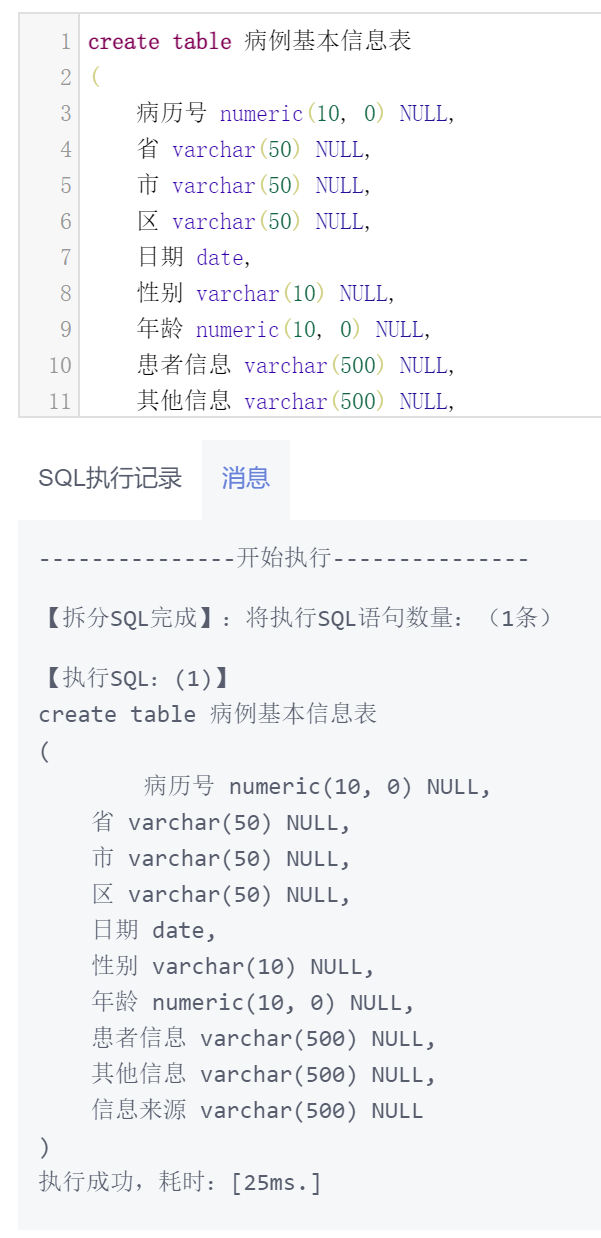 1 create table 病例基本信息表
2 (
3 病历号 numeric(10, 0) NULL,
4 省 varchar(50) NULL,
5 市 varchar(50) NULL,
6 区 varchar(50) NULL,
7 日期 date,
8 性别 varchar(10) NULL,
9 年龄 numeric(10, 0) NULL,
10 患者信息 varchar(500) NULL,
11 其他信息 varchar(500) NULL,
SQL执行记录 消息
---------------开始执行---------------
【拆分SQL完成】：将执行SQL语句数量：（1条）
【执行SQL：(1)】
create table 病例基本信息表
(
病历号 numeric(10, 0) NULL,
省 varchar(50) NULL,
市 varchar(50) NULL,
区 varchar(50) NULL,
日期 date,
性别 varchar(10) NULL,
年龄 numeric(10, 0) NULL,
患者信息 varchar(500) NULL,
其他信息 varchar(500) NULL,
信息来源 varchar(500) NULL
)
执行成功，耗时：[25ms.]